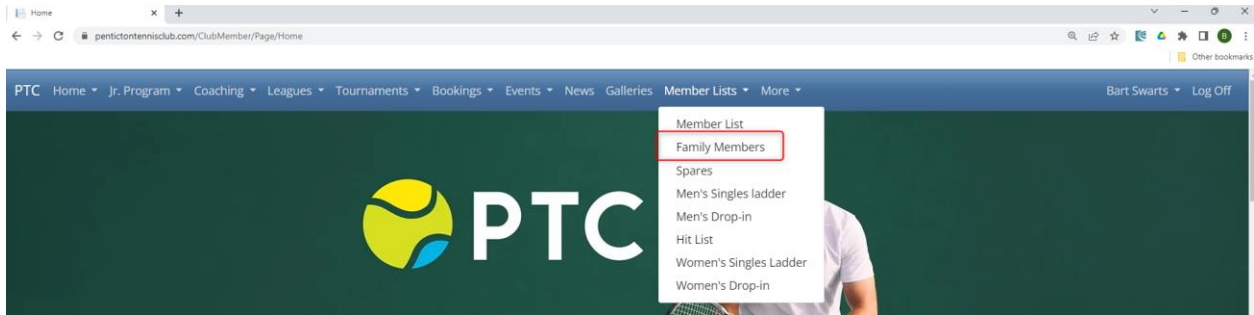 Home
penticontennisclub.com/ClubMember/Page/Home
B
Other bookmarks
PTC Home Jr. Program Coaching Leagues Tournaments Bookings Events News Galleries Member Lists More Bart Swarts Log Off
Member List
Family Members
Spares
Men's Singles ladder
Men's Drop-in
Hit List
Women's Singles Ladder
Women's Drop-in
PTC